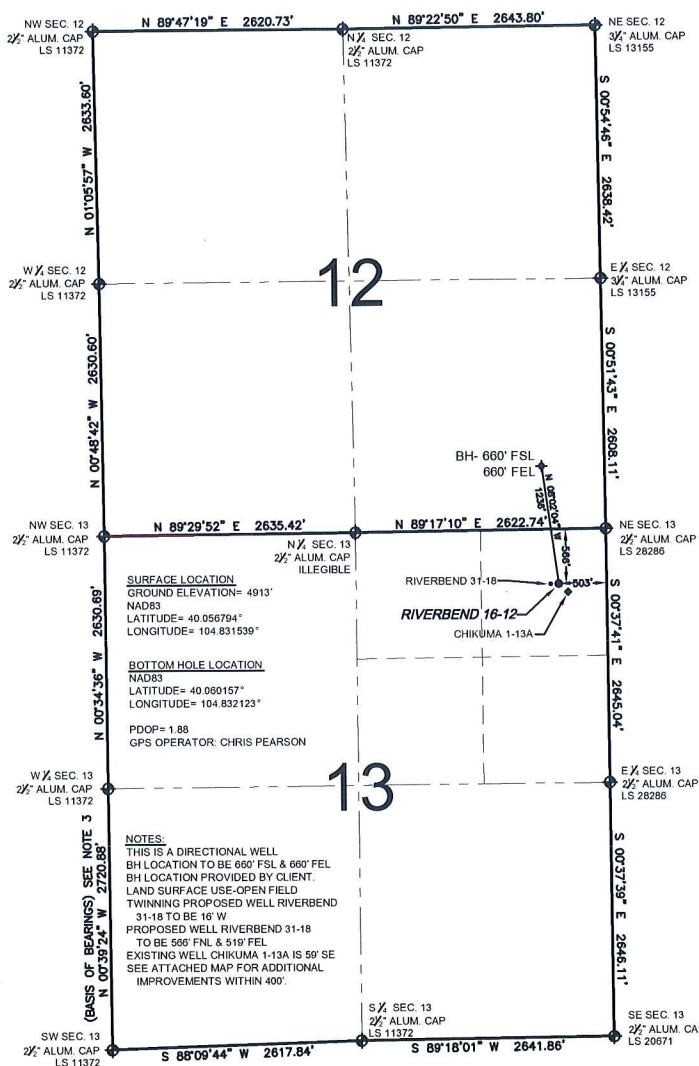 NW SEC. 12
2½" ALUM. CAP
LS 11372
N 89°47'19" E 2620.73'
N ¼ SEC. 12
2½" ALUM. CAP
LS 11372
N 89°22'50" E 2643.80'
NE SEC. 12
3¼" ALUM. CAP
LS 13155
N 01°05'57" W 2633.60'
S 00°54'46" E 2638.42'
W ¼ SEC. 12
2½" ALUM. CAP
LS 11372
12
E ¼ SEC. 12
3¼" ALUM. CAP
LS 13155
N 00°48'42" W 2630.60'
S 00°51'43" E 2608.11'
BH- 660' FSL
660' FEL
N 08°02'04" W
1238'
NW SEC. 13
2½" ALUM. CAP
LS 11372
N 89°29'52" E 2635.42'
N ¼ SEC. 13
2½" ALUM. CAP
ILLEGIBLE
N 89°17'10" E 2622.74'
NE SEC. 13
2½" ALUM. CAP
LS 28286
566'
503'
RIVERBEND 31-18
RIVERBEND 16-12
CHIKUMA 1-13A
N 00°34'36" W 2630.69'
S 00°37'41" E 2645.04'
SURFACE LOCATION
GROUND ELEVATION= 4913'
NAD83
LATITUDE= 40.056794°
LONGITUDE= 104.831539°
BOTTOM HOLE LOCATION
NAD83
LATITUDE= 40.060157°
LONGITUDE= 104.832123°
PDOP= 1.88
GPS OPERATOR: CHRIS PEARSON
W ¼ SEC. 13
2½" ALUM. CAP
LS 11372
13
E ¼ SEC. 13
2½" ALUM. CAP
LS 28286
(BASIS OF BEARINGS) SEE NOTE 3
N 00°39'24" W 2720.88'
S 00°37'39" E 2646.11'
NOTES:
THIS IS A DIRECTIONAL WELL
BH LOCATION TO BE 660' FSL & 660' FEL
BH LOCATION PROVIDED BY CLIENT.
LAND SURFACE USE-OPEN FIELD
TWINNING PROPOSED WELL RIVERBEND
31-18 TO BE 16' W
PROPOSED WELL RIVERBEND 31-18
TO BE 566' FNL & 519' FEL
EXISTING WELL CHIKUMA 1-13A IS 59' SE
SEE ATTACHED MAP FOR ADDITIONAL
IMPROVEMENTS WITHIN 400'.
SW SEC. 13
2½" ALUM. CAP
LS 11372
S 88°09'44" W 2617.84'
S ¼ SEC. 13
2½" ALUM. CAP
LS 11372
S 89°18'01" W 2641.86'
SE SEC. 13
2½" ALUM. CA
LS 20671